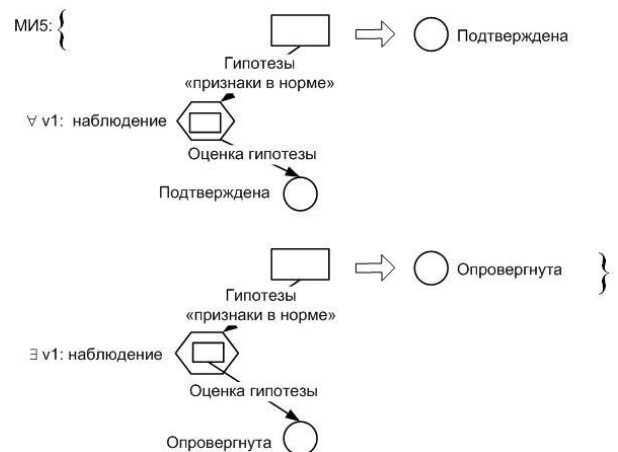 МИ5: {
Подтверждена
Гипотезы
«признаки в норме»
∀ v1: наблюдение
Оценка гипотезы
Подтверждена
Опровергнута }
Гипотезы
«признаки в норме»
∃ v1: наблюдение
Оценка гипотезы
Опровергнута